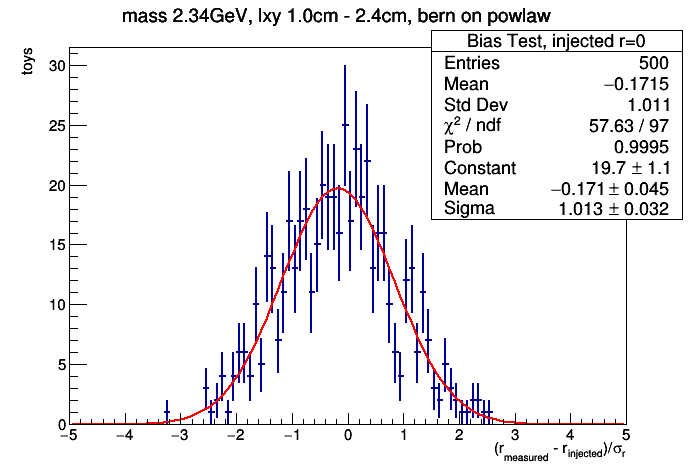 mass 2.34GeV, lxy 1.0cm - 2.4cm, bern on powlaw
Bias Test, injected r=0
Entries 500
Mean −0.1715
Std Dev 1.011
χ² / ndf 57.63 / 97
Prob 0.9995
Constant 19.7 ± 1.1
Mean −0.171 ± 0.045
Sigma 1.013 ± 0.032
toys
30
25
20
15
10
5
0
−5 −4 −3 −2 −1 0 1 2 3 4 5
(r_measured - r_injected)/σ_r